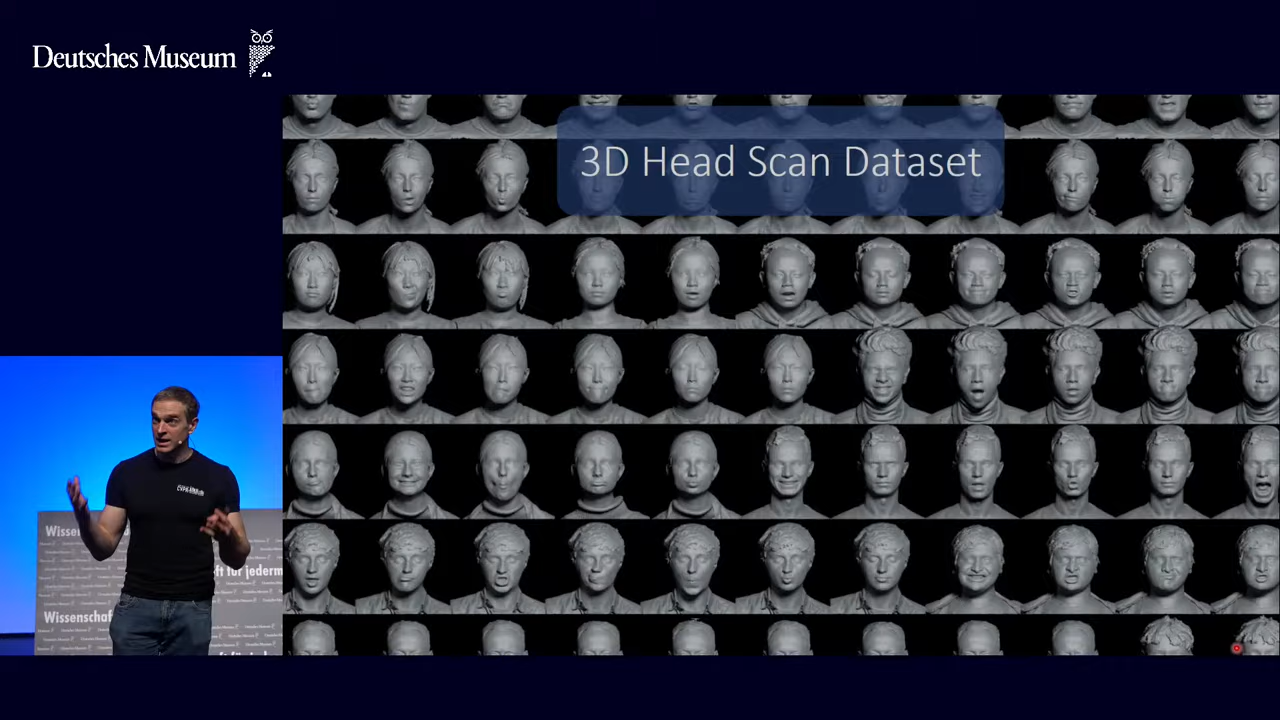 Deutsches Museum
3D Head Scan Dataset
Wissen
ft für jederm
Wissenschaf